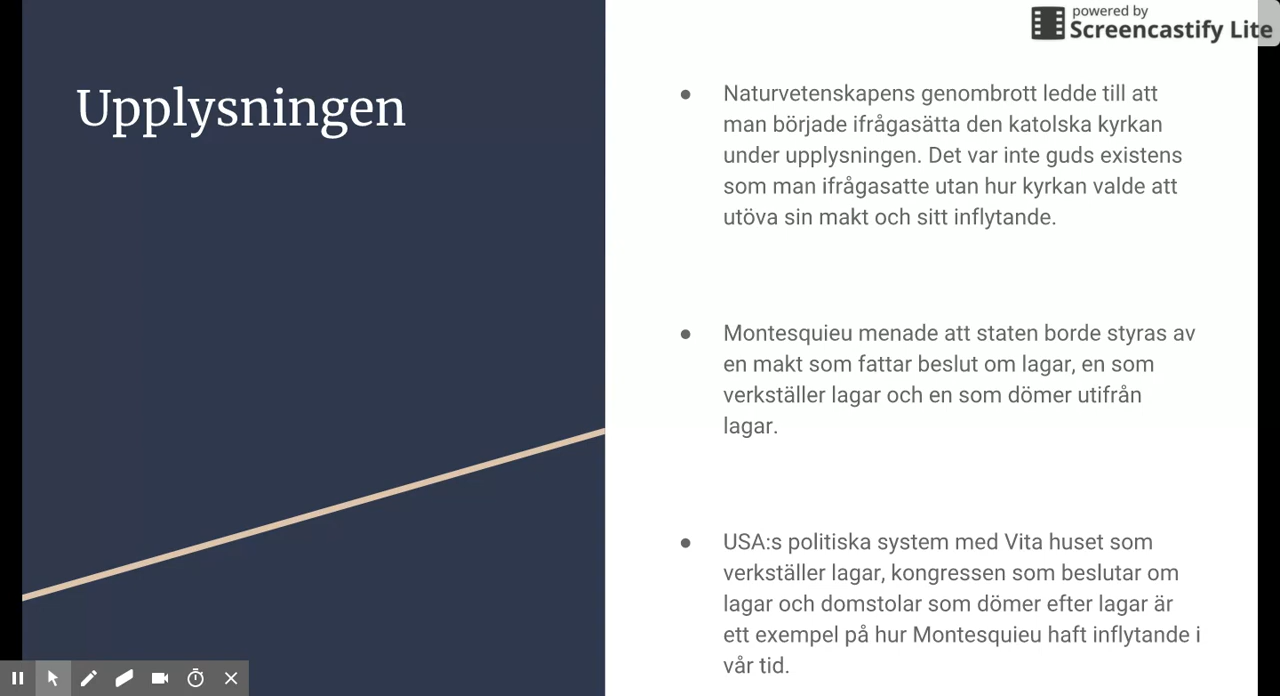 powered by
Screencastify Lite
Upplysningen
● Naturvetenskapens genombrott ledde till att
man började ifrågasätta den katolska kyrkan
under upplysningen. Det var inte guds existens
som man ifrågasatte utan hur kyrkan valde att
utöva sin makt och sitt inflytande.
● Montesquieu menade att staten borde styras av
en makt som fattar beslut om lagar, en som
verkställer lagar och en som dömer utifrån
lagar.
● USA:s politiska system med Vita huset som
verkställer lagar, kongressen som beslutar om
lagar och domstolar som dömer efter lagar är
ett exempel på hur Montesquieu haft inflytande i
vår tid.